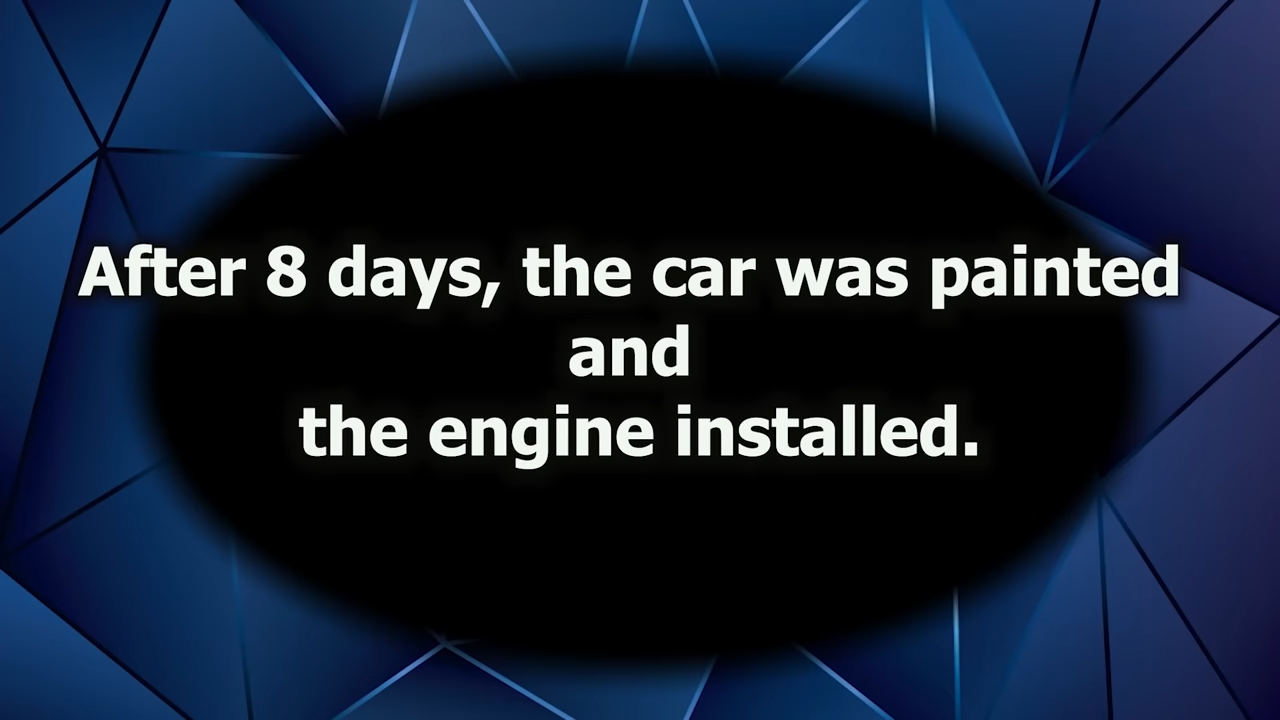 After 8 days, the car was painted
and
the engine installed.